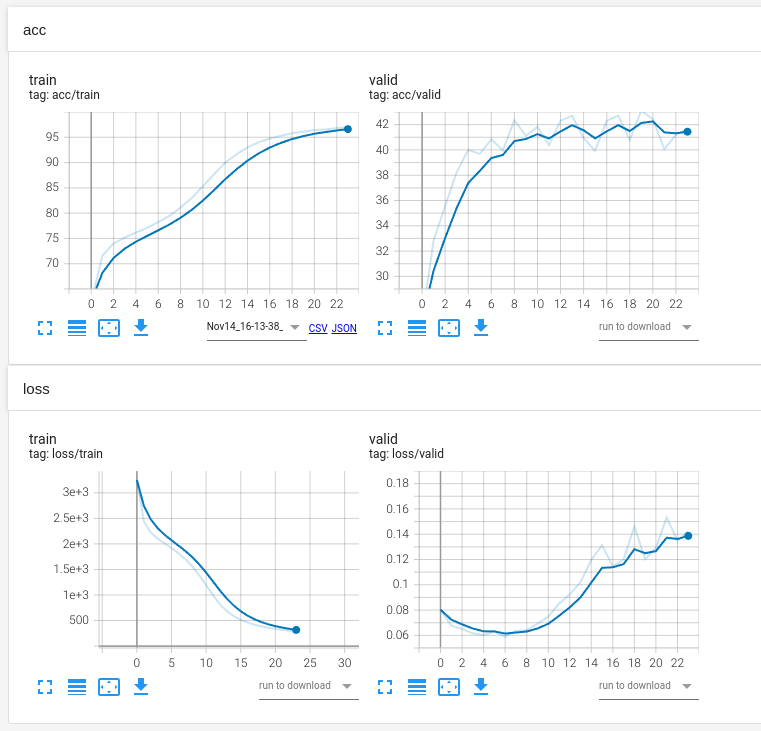 acc
train
tag: acc/train
95
90
85
80
75
70
0 2 4 6 8 10 12 14 16 18 20 22
Nov14_16-13-38_ CSV JSON
valid
tag: acc/valid
42
40
38
36
34
32
30
0 2 4 6 8 10 12 14 16 18 20 22
run to download
loss
train
tag: loss/train
3e+3
2.5e+3
2e+3
1.5e+3
1e+3
500
0 5 10 15 20 25 30
run to download
valid
tag: loss/valid
0.18
0.16
0.14
0.12
0.1
0.08
0.06
0 2 4 6 8 10 12 14 16 18 20 22
run to download